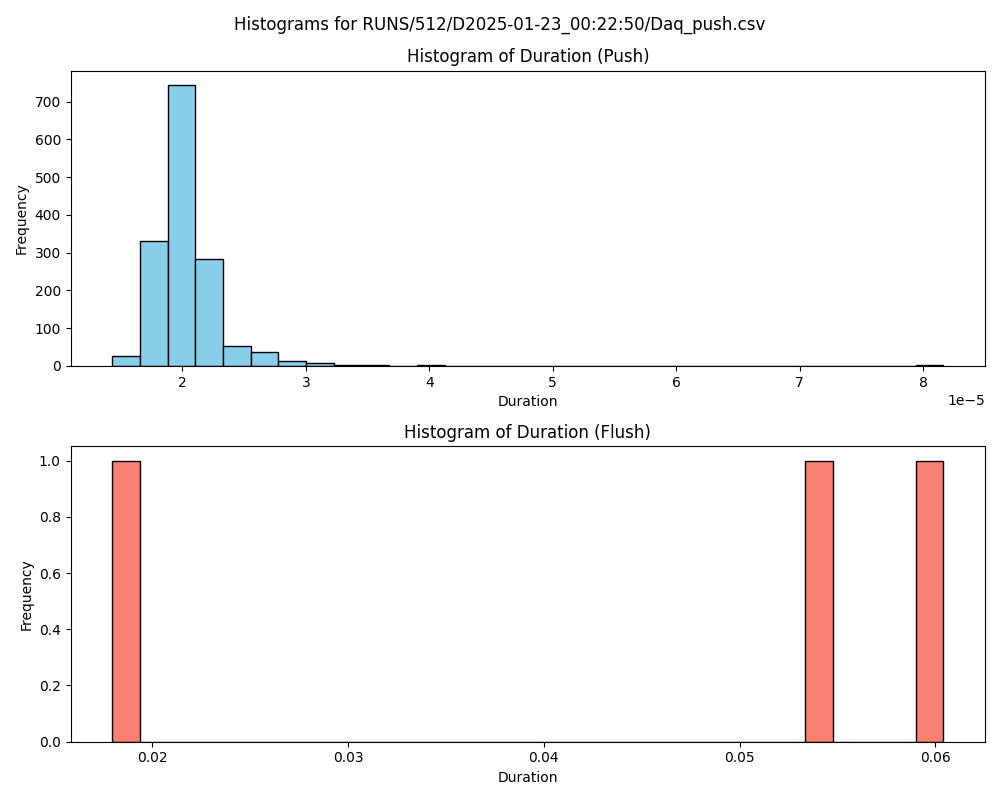 Histograms for RUNS/512/D2025-01-23_00:22:50/Daq_push.csv
Histogram of Duration (Push)
Frequency
700
600
500
400
300
200
100
0
2 3 4 5 6 7 8
1e−5
Duration
Histogram of Duration (Flush)
Frequency
1.0
0.8
0.6
0.4
0.2
0.0
0.02 0.03 0.04 0.05 0.06
Duration